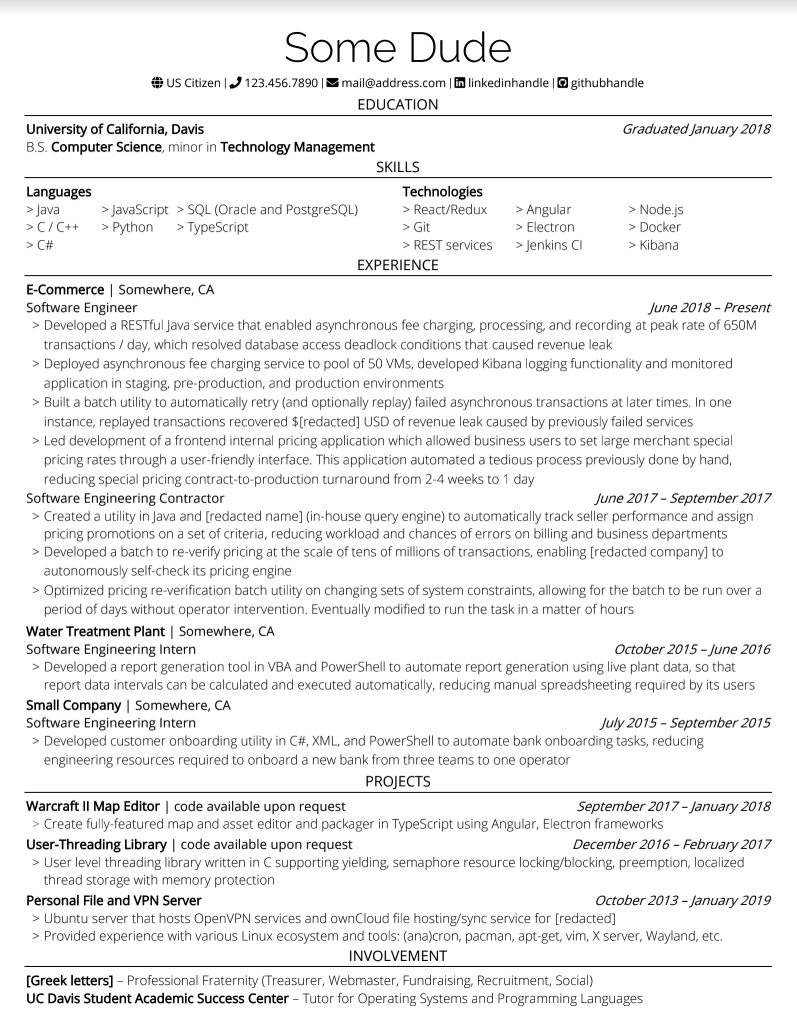 Some Dude
US Citizen | 123.456.7890 | mail@address.com | linkedinhandle | githubhandle
EDUCATION
University of California, Davis Graduated January 2018
B.S. Computer Science, minor in Technology Management
SKILLS
Languages Technologies
> Java > JavaScript > SQL (Oracle and PostgreSQL) > React/Redux > Angular > Node.js
> C / C++ > Python > TypeScript > Git > Electron > Docker
> C# > REST services > Jenkins CI > Kibana
EXPERIENCE
E-Commerce | Somewhere, CA
Software Engineer June 2018 – Present
> Developed a RESTful Java service that enabled asynchronous fee charging, processing, and recording at peak rate of 650M
transactions / day, which resolved database access deadlock conditions that caused revenue leak
> Deployed asynchronous fee charging service to pool of 50 VMs, developed Kibana logging functionality and monitored
application in staging, pre-production, and production environments
> Built a batch utility to automatically retry (and optionally replay) failed asynchronous transactions at later times. In one
instance, replayed transactions recovered $[redacted] USD of revenue leak caused by previously failed services
> Led development of a frontend internal pricing application which allowed business users to set large merchant special
pricing rates through a user-friendly interface. This application automated a tedious process previously done by hand,
reducing special pricing contract-to-production turnaround from 2-4 weeks to 1 day
Software Engineering Contractor June 2017 – September 2017
> Created a utility in Java and [redacted name] (in-house query engine) to automatically track seller performance and assign
pricing promotions on a set of criteria, reducing workload and chances of errors on billing and business departments
> Developed a batch to re-verify pricing at the scale of tens of millions of transactions, enabling [redacted company] to
autonomously self-check its pricing engine
> Optimized pricing re-verification batch utility on changing sets of system constraints, allowing for the batch to be run over a
period of days without operator intervention. Eventually modified to run the task in a matter of hours
Water Treatment Plant | Somewhere, CA
Software Engineering Intern October 2015 – June 2016
> Developed a report generation tool in VBA and PowerShell to automate report generation using live plant data, so that
report data intervals can be calculated and executed automatically, reducing manual spreadsheeting required by its users
Small Company | Somewhere, CA
Software Engineering Intern July 2015 – September 2015
> Developed customer onboarding utility in C#, XML, and PowerShell to automate bank onboarding tasks, reducing
engineering resources required to onboard a new bank from three teams to one operator
PROJECTS
Warcraft II Map Editor | code available upon request September 2017 – January 2018
> Create fully-featured map and asset editor and packager in TypeScript using Angular, Electron frameworks
User-Threading Library | code available upon request December 2016 – February 2017
> User level threading library written in C supporting yielding, semaphore resource locking/blocking, preemption, localized
thread storage with memory protection
Personal File and VPN Server October 2013 – January 2019
> Ubuntu server that hosts OpenVPN services and ownCloud file hosting/sync service for [redacted]
> Provided experience with various Linux ecosystem and tools: (ana)cron, pacman, apt-get, vim, X server, Wayland, etc.
INVOLVEMENT
[Greek letters] – Professional Fraternity (Treasurer, Webmaster, Fundraising, Recruitment, Social)
UC Davis Student Academic Success Center – Tutor for Operating Systems and Programming Languages